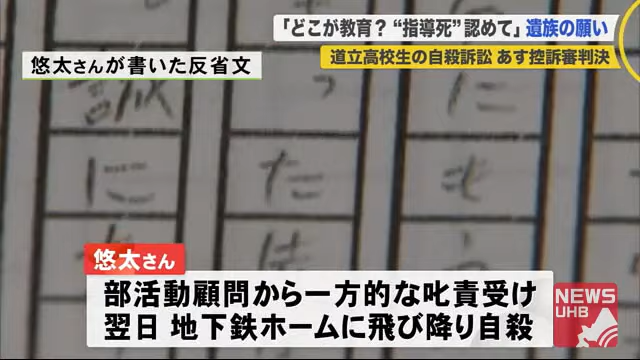 「どこが教育？“指導死”認めて」遺族の願い
道立高校生の自殺訴訟 あす控訴審判決
悠太さんが書いた反省文
に
っ
に
た
も
は
う
悠太さん
部活動顧問から一方的な叱責受け
翌日 地下鉄ホームに飛び降り自殺
NEWS
UHB